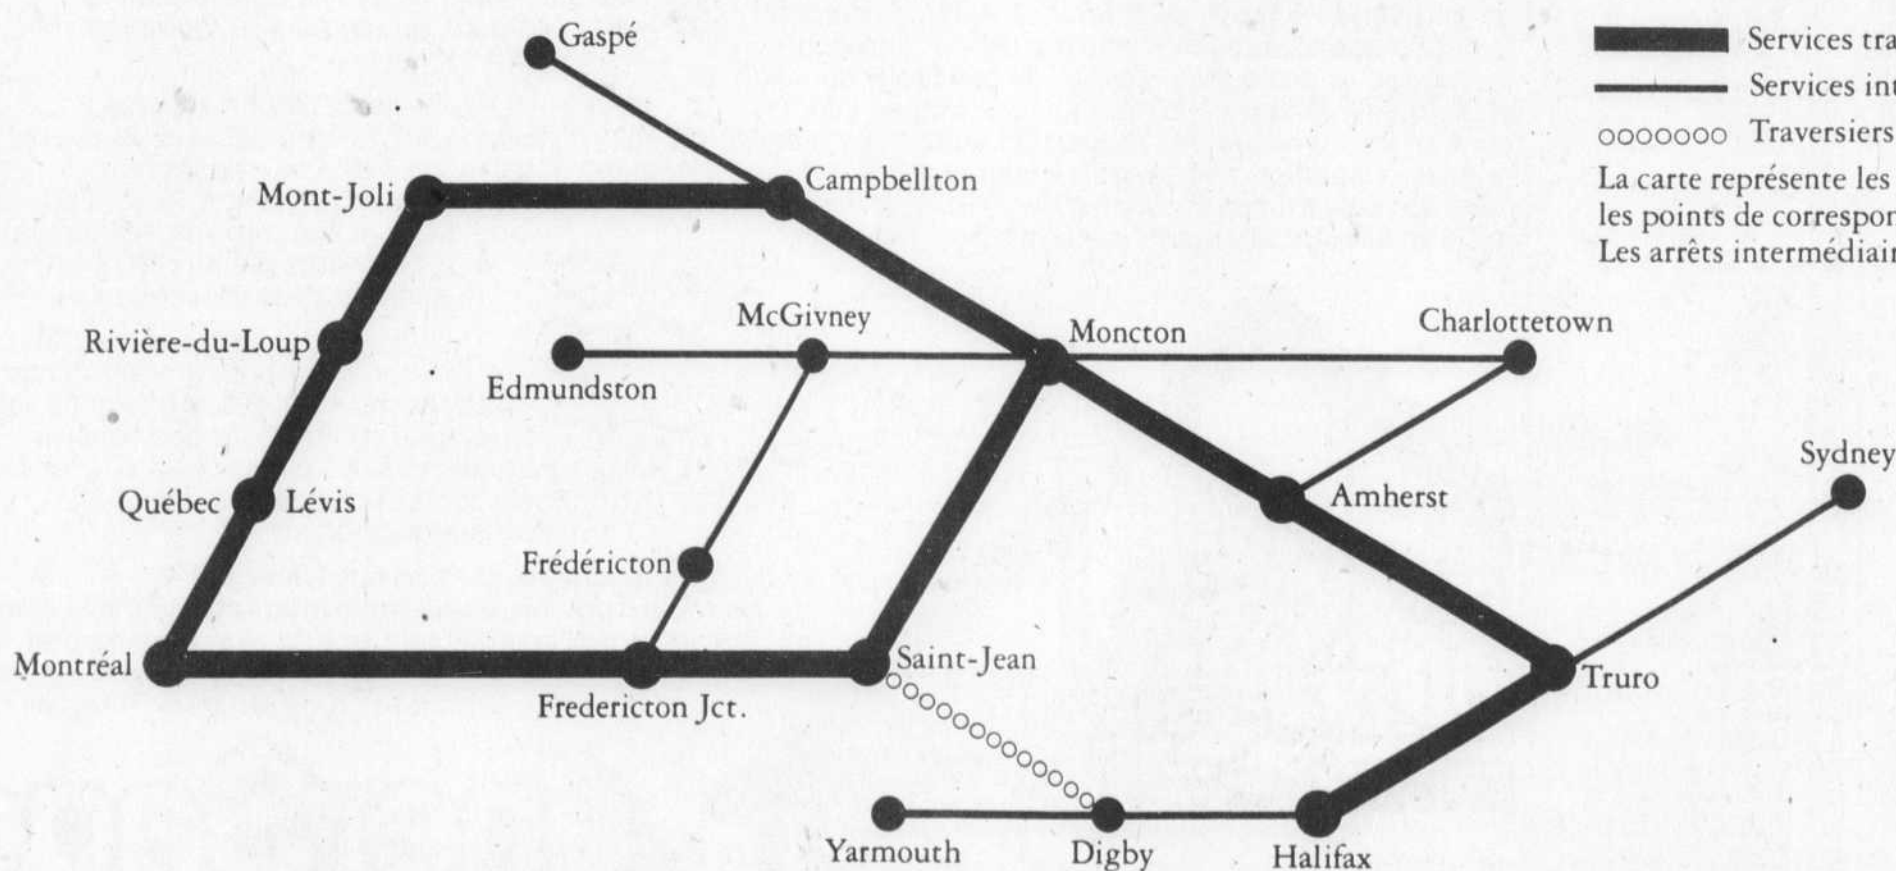 Gaspé
Services tra
Services int
Traversiers
La carte représente les
les points de correspon
Les arrêts intermédiair
Mont-Joli
Campbellton
Rivière-du-Loup
McGivney
Moncton
Charlottetown
Edmundston
Sydney
Québec
Lévis
Amherst
Frédéricton
Montréal
Saint-Jean
Truro
Fredericton Jct.
Yarmouth
Digby
Halifax